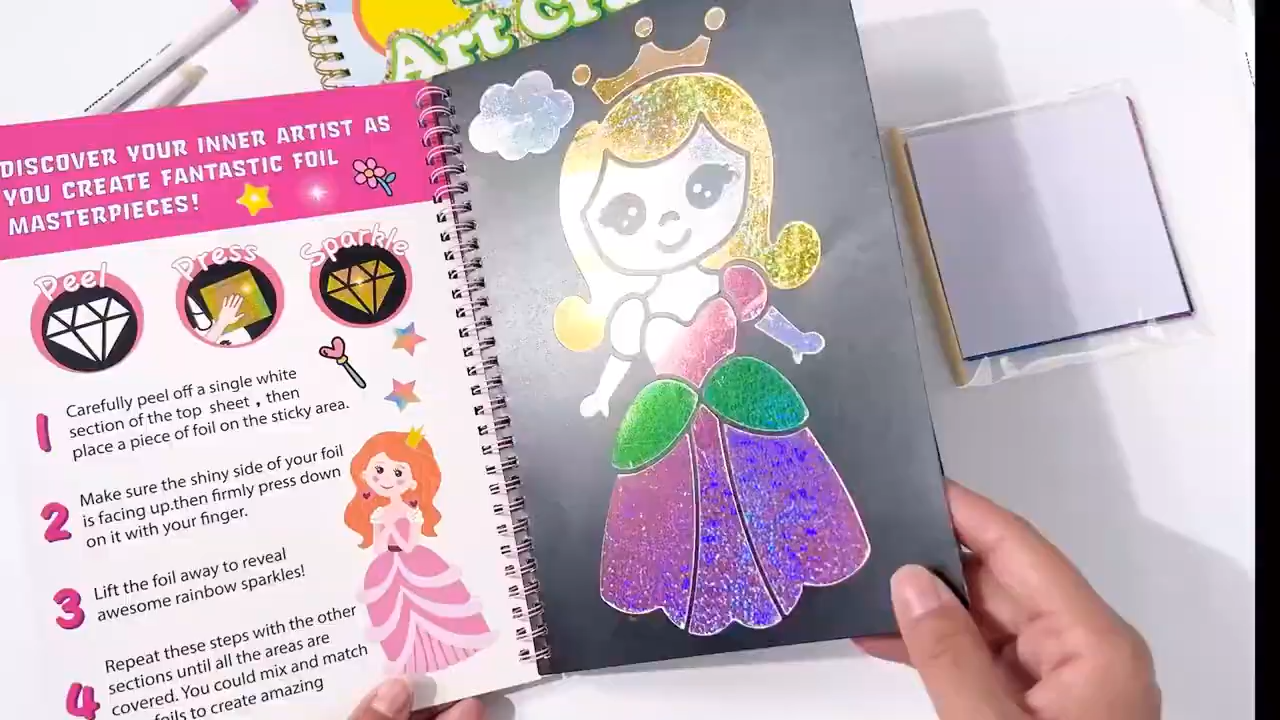 Art Cra
DISCOVER YOUR INNER ARTIST AS
YOU CREATE FANTASTIC FOIL
MASTERPIECES!
Peel
Press
Sparkle
1
Carefully peel off a single white
section of the top sheet , then
place a piece of foil on the sticky area.
2
Make sure the shiny side of your foil
is facing up.then firmly press down
on it with your finger.
3
Lift the foil away to reveal
awesome rainbow sparkles!
4
Repeat these steps with the other
sections until all the areas are
covered. You could mix and match
foils to create amazing